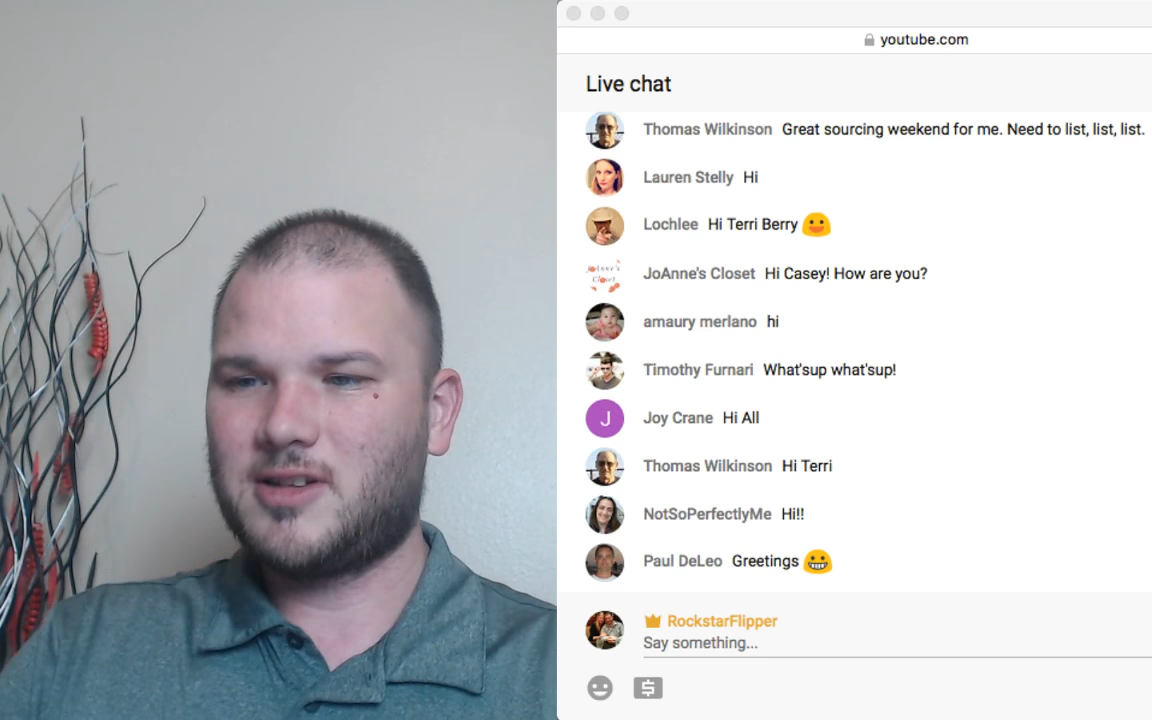 youtube.com
Live chat
Thomas Wilkinson Great sourcing weekend for me. Need to list, list, list.
Lauren Stelly Hi
Lochlee Hi Terri Berry
JoAnne's Closet Hi Casey! How are you?
amaury merlano hi
Timothy Furnari What'sup what'sup!
J Joy Crane Hi All
Thomas Wilkinson Hi Terri
NotSoPerfectlyMe Hi!!
Paul DeLeo Greetings
RockstarFlipper
Say something...